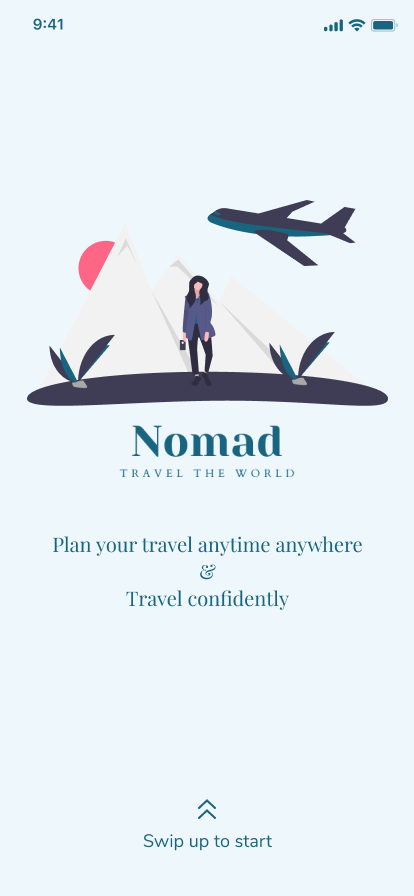 9:41
Nomad
TRAVEL THE WORLD
Plan your travel anytime anywhere
&
Travel confidently
Swip up to start